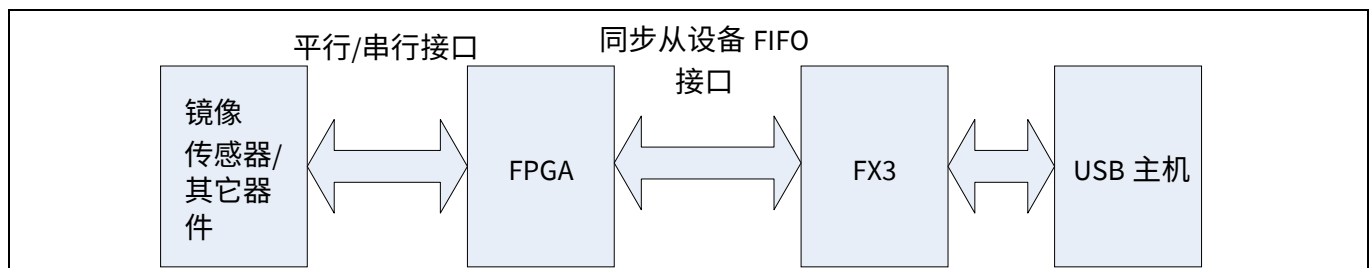 平行/串行接口
同步从设备 FIFO
接口
镜像
传感器/
其它器
件
FPGA
FX3
USB 主机